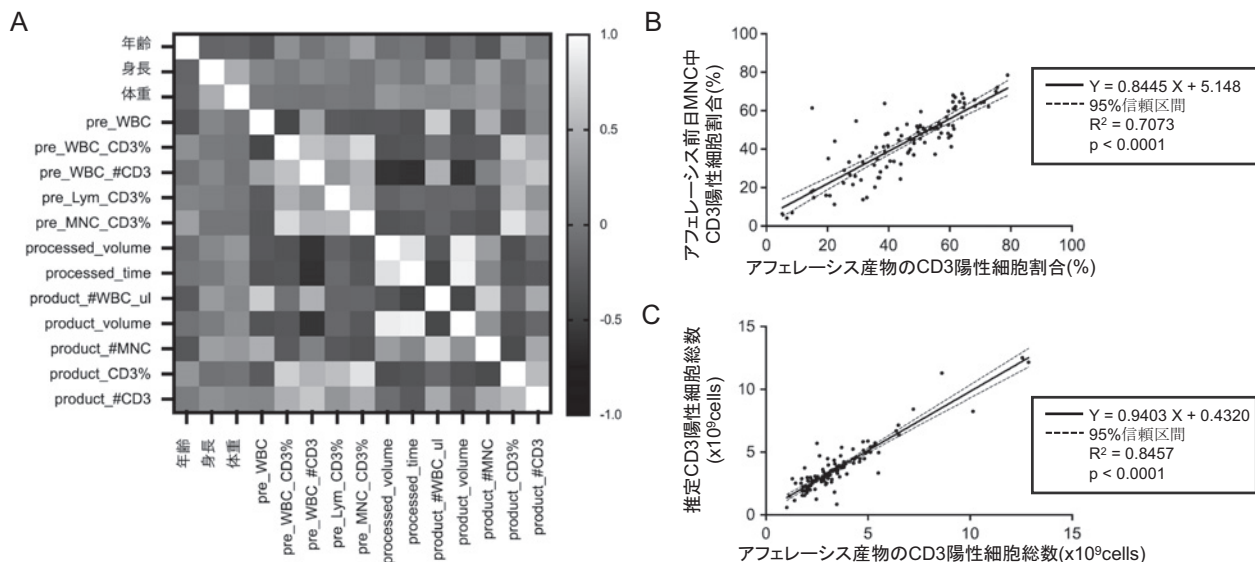 A
年齢
身長
体重
pre_WBC
pre_WBC_CD3%
pre_WBC_#CD3
pre_Lym_CD3%
pre_MNC_CD3%
processed_volume
processed_time
product_#WBC_ul
product_volume
product_#MNC
product_CD3%
product_#CD3
年齢
身長
体重
pre_WBC
pre_WBC_CD3%
pre_WBC_#CD3
pre_Lym_CD3%
pre_MNC_CD3%
processed_volume
processed_time
product_#WBC_ul
product_volume
product_#MNC
product_CD3%
product_#CD3
1.0
0.5
0
-0.5
-1.0
B
アフェレーシス前日MNC中
CD3陽性細胞割合(%)
100
80
60
40
20
0
0
20
40
60
80
100
アフェレーシス産物のCD3陽性細胞割合(%)
Y = 0.8445 X + 5.148
95%信頼区間
R² = 0.7073
p < 0.0001
C
推定CD3陽性細胞総数
(x10⁹cells)
15
10
5
0
0
5
10
15
アフェレーシス産物のCD3陽性細胞総数(x10⁹cells)
Y = 0.9403 X + 0.4320
95%信頼区間
R² = 0.8457
p < 0.0001